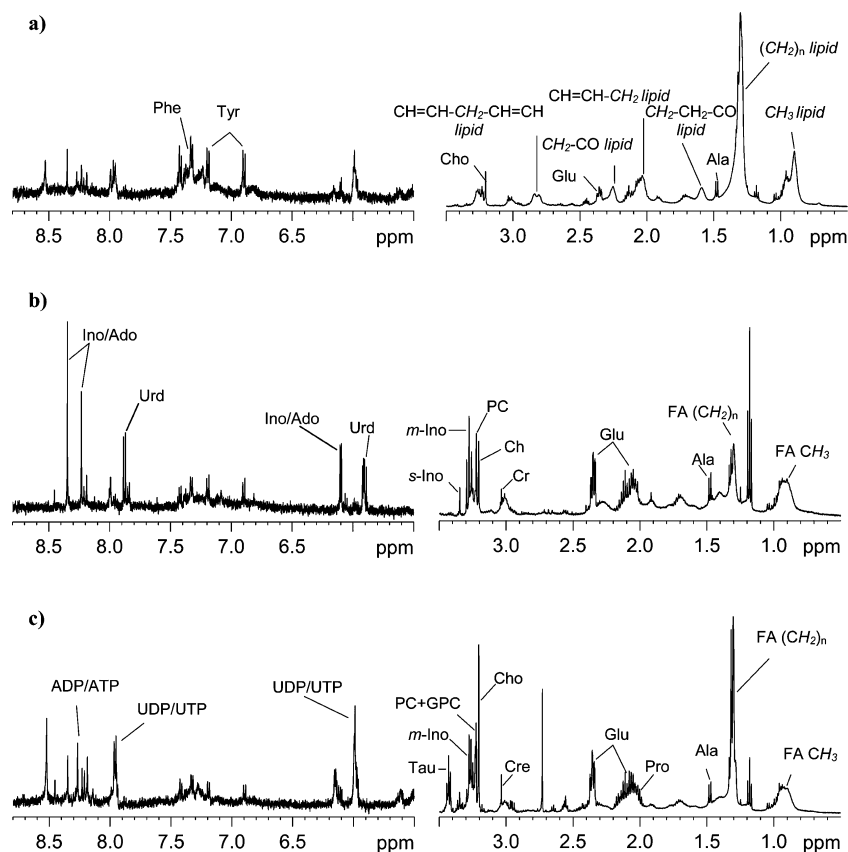 a)
(CH2)n lipid
Phe
Tyr
CH=CH-CH2 lipid
CH=CH-CH2-CH=CH
lipid
CH2-CH2-CO
lipid
CH3 lipid
CH2-CO lipid
Cho
Glu
Ala
8.5 8.0 7.5 7.0 6.5 ppm
3.0 2.5 2.0 1.5 1.0 ppm
b)
Ino/Ado
Urd
Ino/Ado
Urd
PC
m-Ino
Ch
s-Ino
Cr
Glu
FA (CH2)n
Ala
FA CH3
8.5 8.0 7.5 7.0 6.5 ppm
3.0 2.5 2.0 1.5 1.0 ppm
c)
ADP/ATP
UDP/UTP
UDP/UTP
FA (CH2)n
Cho
PC+GPC
m-Ino
Tau
Cre
Glu
Pro
Ala
FA CH3
8.5 8.0 7.5 7.0 6.5 ppm
3.0 2.5 2.0 1.5 1.0 ppm